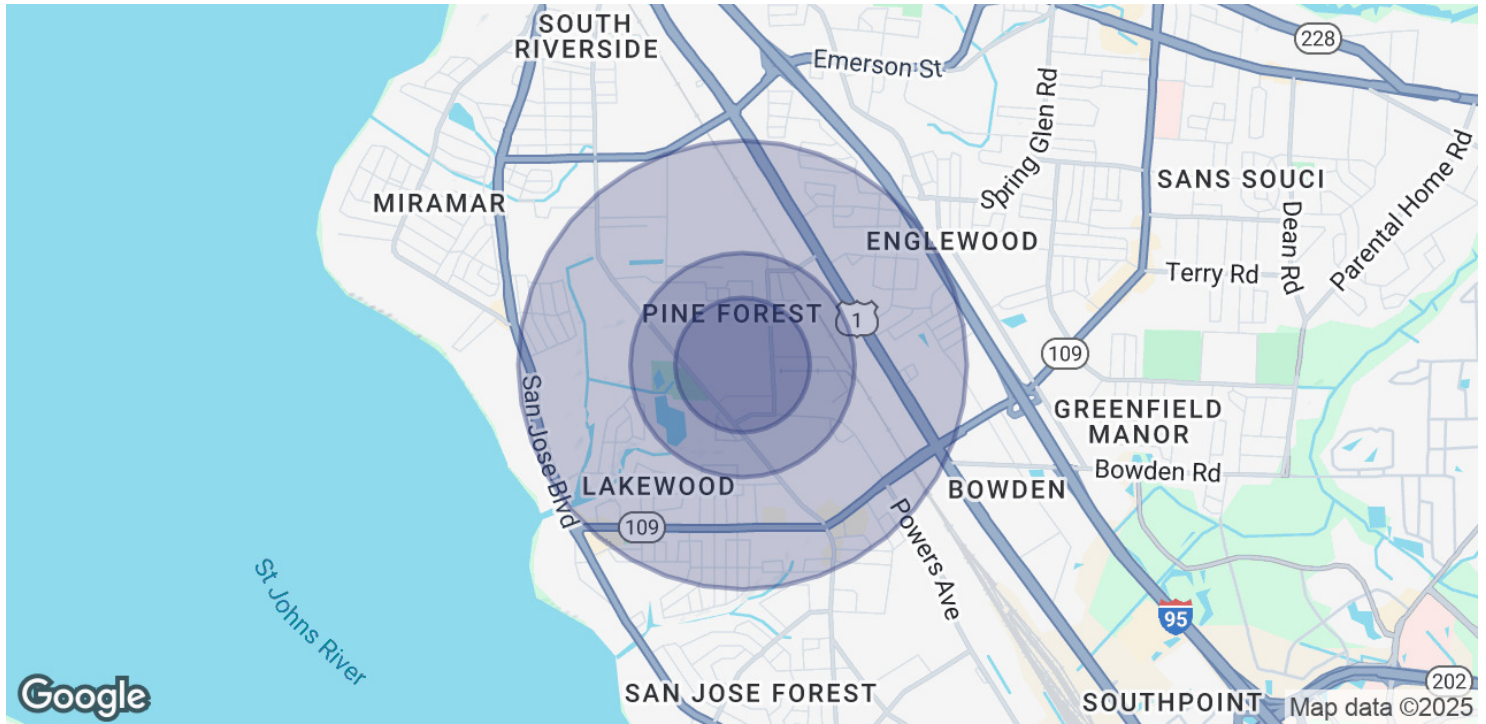 SOUTH
RIVERSIDE
Emerson St
228
Spring Glen Rd
MIRAMAR
SANS SOUCI
Parental Home Rd
Dean Rd
ENGLEWOOD
Terry Rd
PINE FOREST
1
109
San Jose Blvd
GREENFIELD
MANOR
Bowden Rd
LAKEWOOD
BOWDEN
109
Powers Ave
St Johns River
95
Google
SAN JOSE FOREST
SOUTHPOINT
202
Map data ©2025